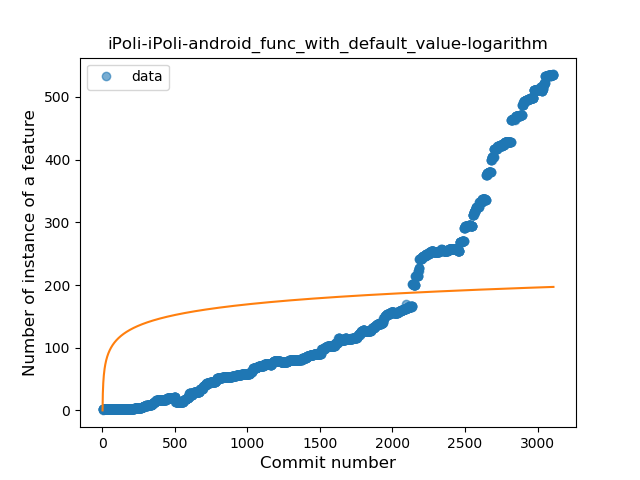 iPoli-iPoli-android_func_with_default_value-logarithm
data
Number of instance of a feature
500
400
300
200
100
0
0 500 1000 1500 2000 2500 3000
Commit number